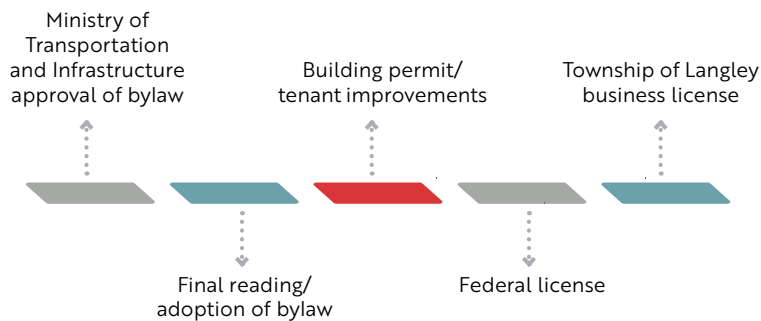 Ministry of
Transportation
and Infrastructure
approval of bylaw
Final reading/
adoption of bylaw
Building permit/
tenant improvements
Federal license
Township of Langley
business license